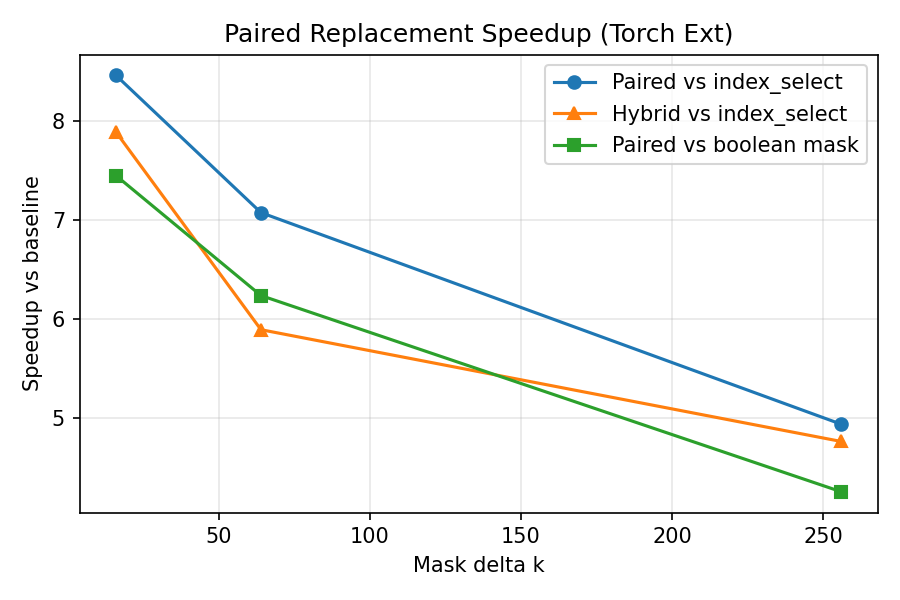 Paired Replacement Speedup (Torch Ext)
Paired vs index_select
Hybrid vs index_select
Paired vs boolean mask
Speedup vs baseline
8
7
6
5
50
100
150
200
250
Mask delta k